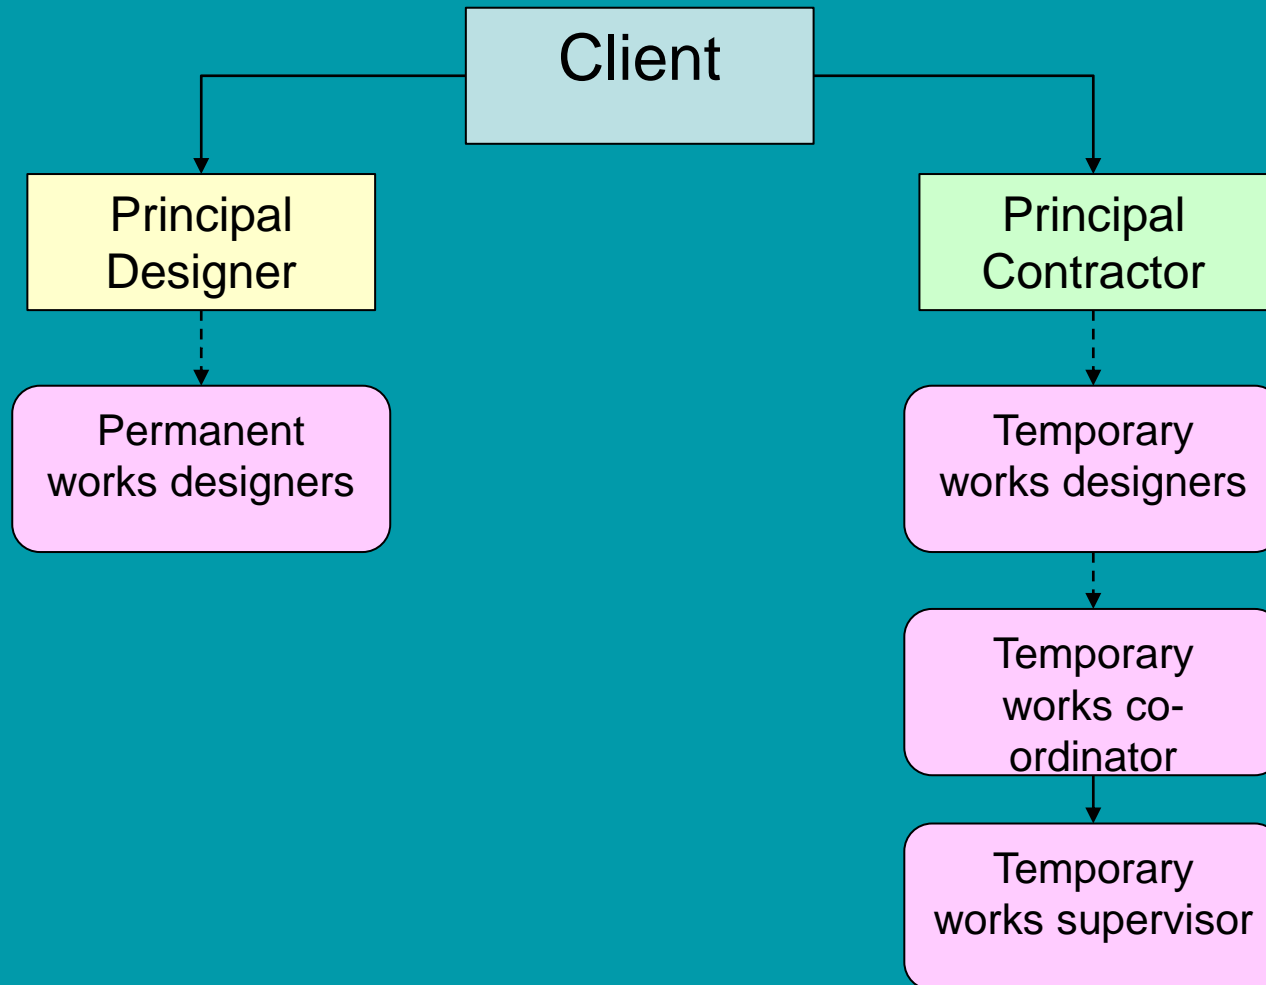 Client
Principal
Designer
Principal
Contractor
Permanent
works designers
Temporary
works designers
Temporary
works co-
ordinator
Temporary
works supervisor